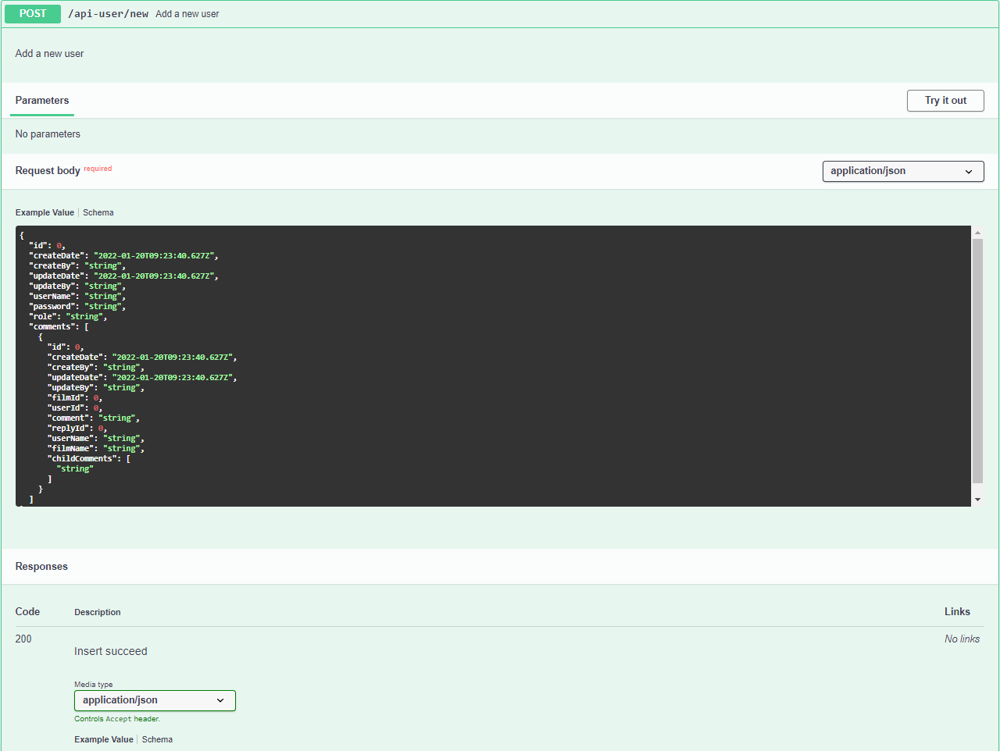 POST /api-user/new Add a new user
Add a new user
Parameters Try it out
No parameters
Request body required application/json
Example Value Schema
{
  "id": 0,
  "createDate": "2022-01-20T09:23:40.627Z",
  "createBy": "string",
  "updateDate": "2022-01-20T09:23:40.627Z",
  "updateBy": "string",
  "userName": "string",
  "password": "string",
  "role": "string",
  "comments": [
    {
      "id": 0,
      "createDate": "2022-01-20T09:23:40.627Z",
      "createBy": "string",
      "updateDate": "2022-01-20T09:23:40.627Z",
      "updateBy": "string",
      "filmId": 0,
      "userId": 0,
      "comment": "string",
      "replyId": 0,
      "userName": "string",
      "filmName": "string",
      "childComments": [
        "string"
      ]
    }
  ]
Responses
Code Description Links
200 Insert succeed No links
Media type
application/json
Controls Accept header.
Example Value Schema